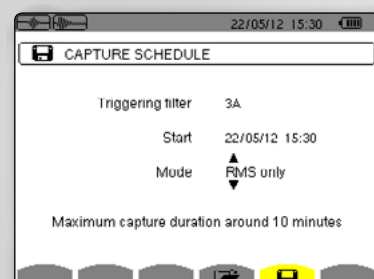 22/05/12 15:30
CAPTURE SCHEDULE
Triggering filter 3A
Start 22/05/12 15:30
Mode RMS only
Maximum capture duration around 10 minutes